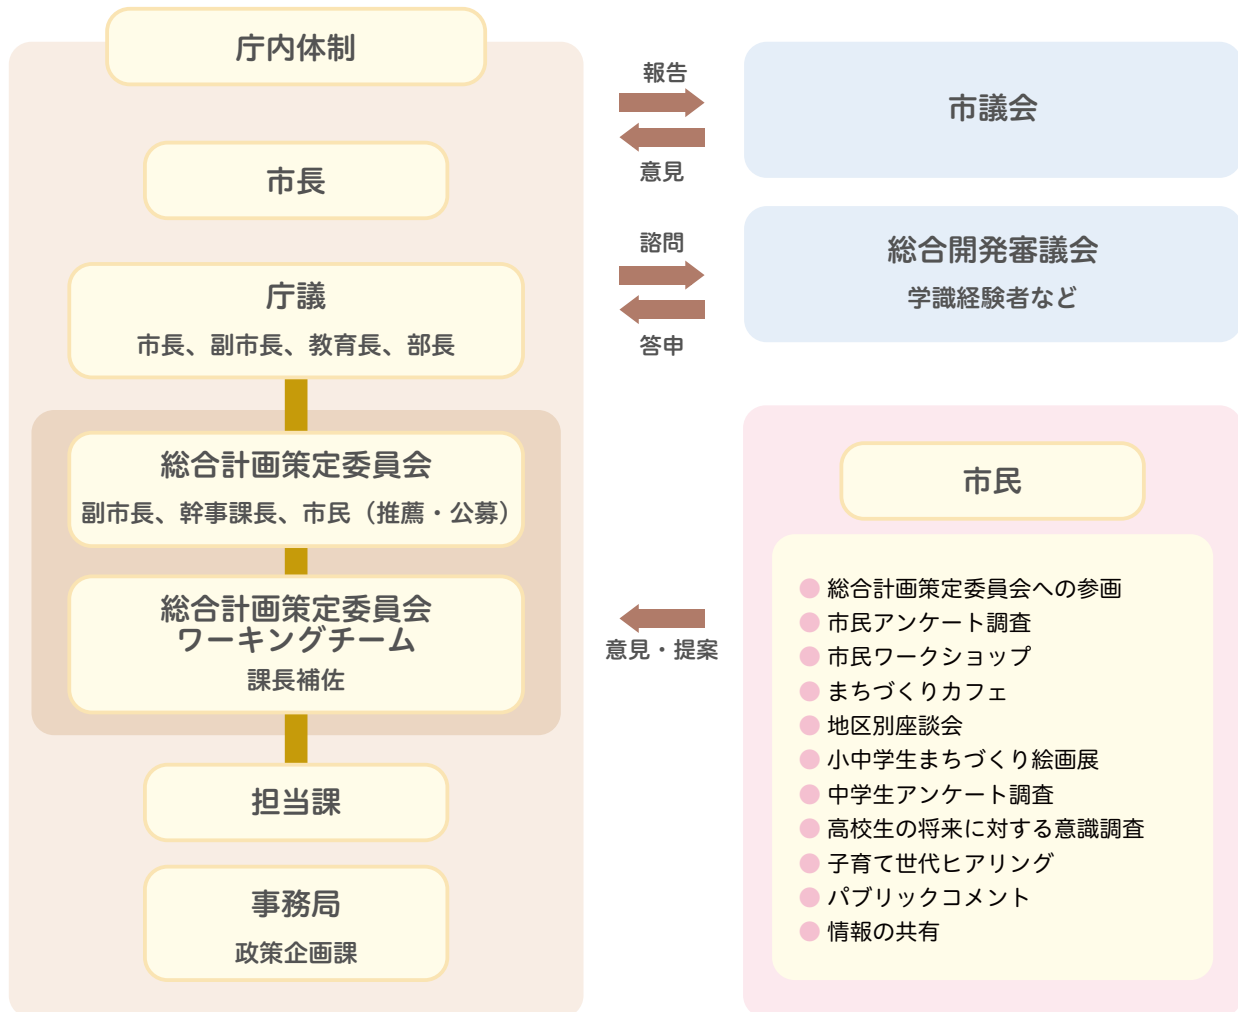 庁内体制
市長
庁議
市長、副市長、教育長、部長
総合計画策定委員会
副市長、幹事課長、市民（推薦・公募）
総合計画策定委員会
ワーキングチーム
課長補佐
担当課
事務局
政策企画課
報告
意見
諮問
答申
意見・提案
市議会
総合開発審議会
学識経験者など
市民
総合計画策定委員会への参画
市民アンケート調査
市民ワークショップ
まちづくりカフェ
地区別座談会
小中学生まちづくり絵画展
中学生アンケート調査
高校生の将来に対する意識調査
子育て世代ヒアリング
パブリックコメント
情報の共有